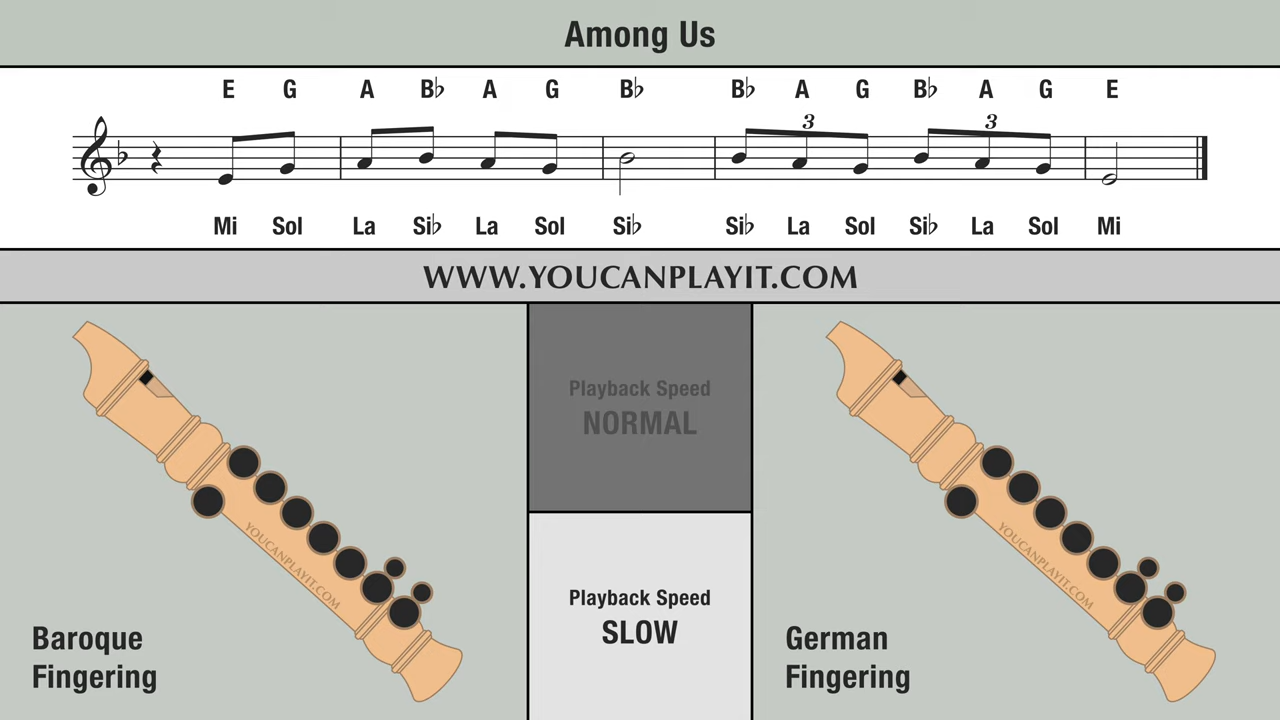 Among Us
E G A B♭ A G B♭ B♭ A G B♭ A G E
3 3
Mi Sol La Si♭ La Sol Si♭ Si♭ La Sol Si♭ La Sol Mi
WWW.YOUCANPLAYIT.COM
Playback Speed
NORMAL
YOUCANPLAYIT.COM
Baroque
Fingering
Playback Speed
SLOW
YOUCANPLAYIT.COM
German
Fingering